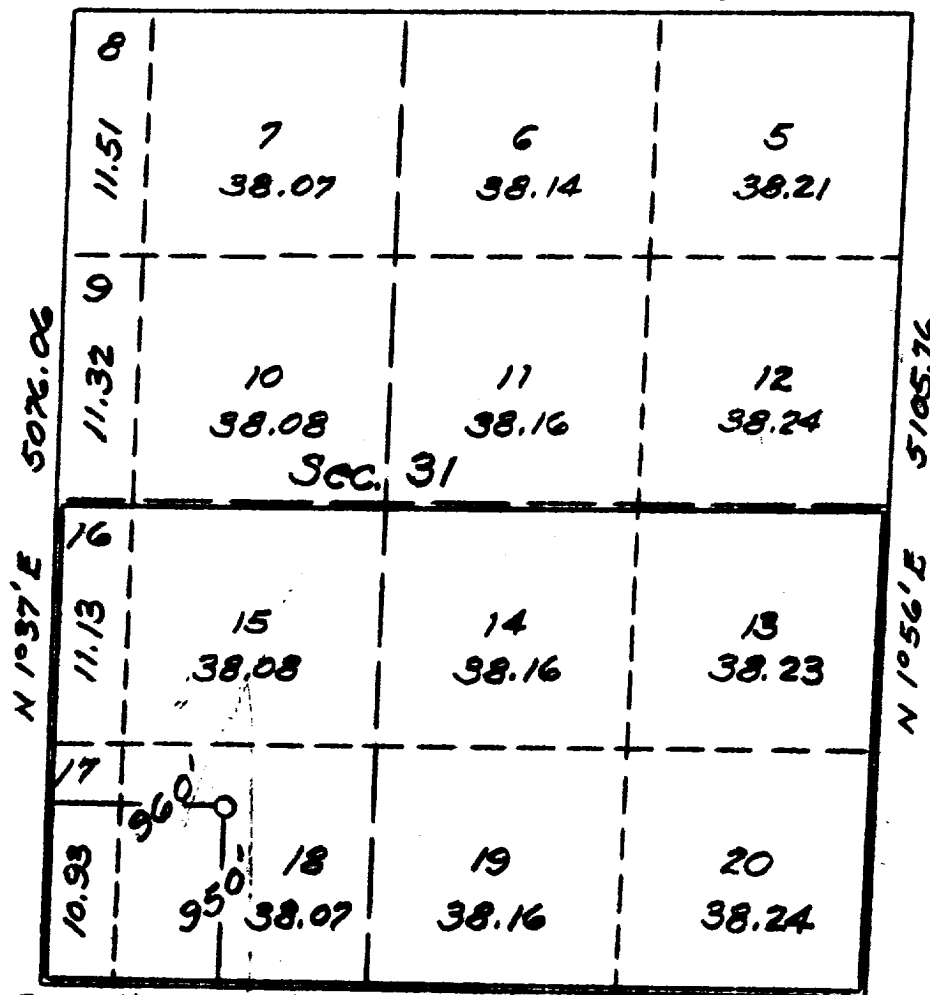 8 7 6 5
11.51 38.07 38.14 38.21
9 10 11 12
11.32 38.08 38.16 38.24
5076.06
Sec. 31
N 1°37' E
5105.76
N 1°56' E
16 15 14 13
11.13 38.08 38.16 38.23
17 18 19 20
10.93 38.07 38.16 38.24
960'
950'